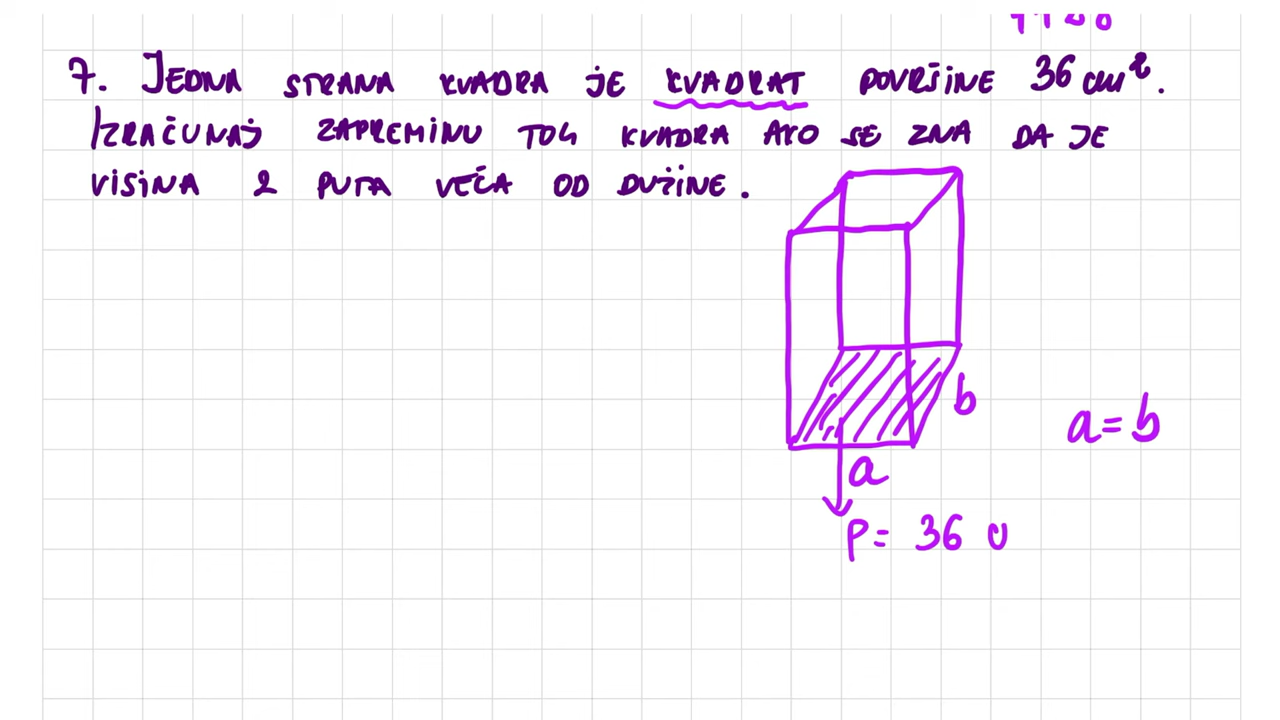 7. JEDNA STRANA KVADRA JE KVADRAT POVRŠINE 36 cm².
IZRAČUNAJ ZAPREMINU TOG KVADRA AKO SE ZNA DA JE
VISINA 2 PUTA VEĆA OD DUŽINE.
b
a = b
a
P = 36